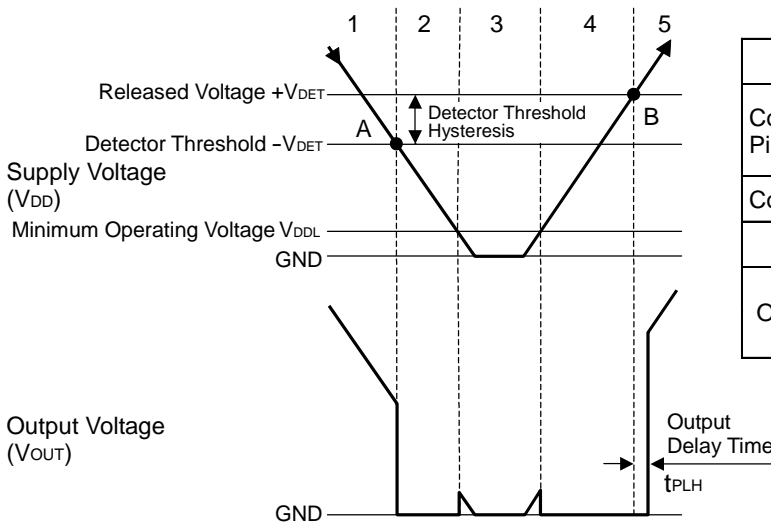 1 2 3 4 5
Released Voltage +VDET
A
Detector Threshold
Hysteresis
B
Detector Threshold –VDET
Supply Voltage
(VDD)
Minimum Operating Voltage VDDL
GND
Output Voltage
(VOUT)
Output
Delay Time
tPLH
GND